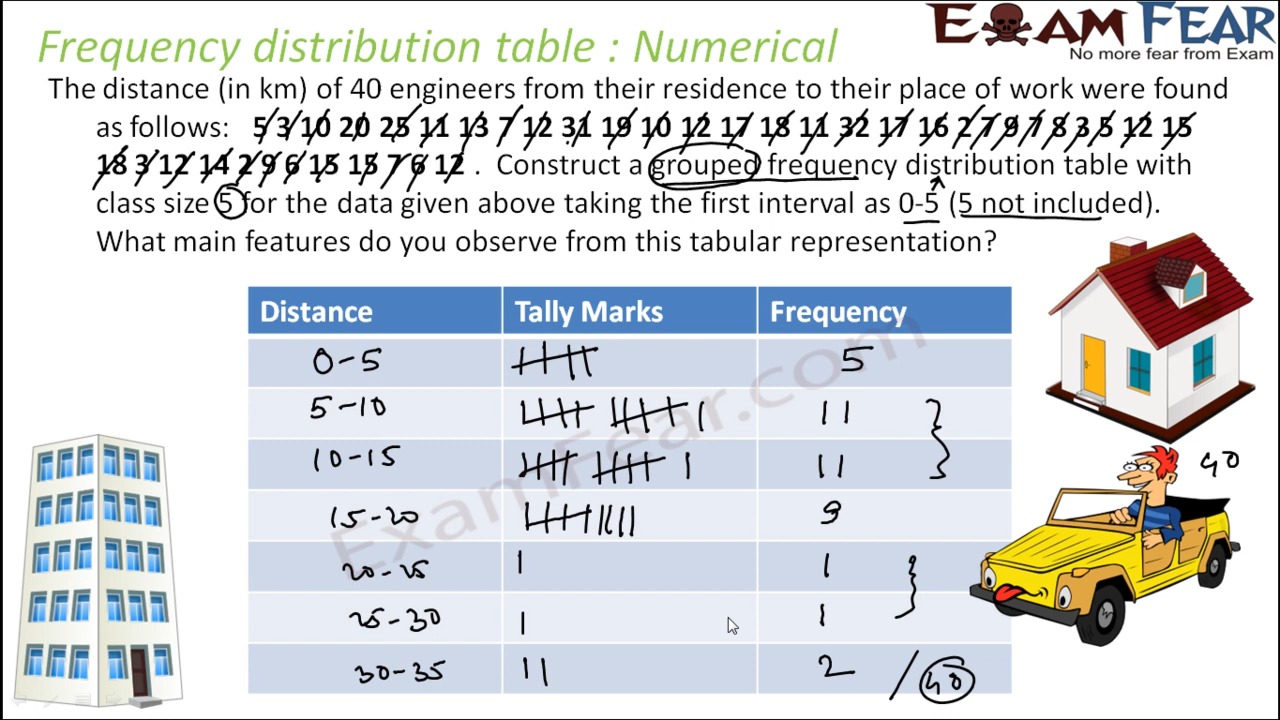 Frequency distribution table : Numerical
EXAM FEAR
No more fear from Exam
The distance (in km) of 40 engineers from their residence to their place of work were found
as follows: 5 3 10 20 25 11 13 7 12 31 19 10 12 17 18 11 32 17 16 2 7 9 7 8 3 5 12 15
18 3 12 14 2 9 6 15 15 7 6 12 . Construct a grouped frequency distribution table with
class size 5 for the data given above taking the first interval as 0-5 (5 not included).
What main features do you observe from this tabular representation?
Distance Tally Marks Frequency
0-5 5
5-10 11
10-15 11
15-20 9
20-25 1
25-30 1
30-35 2 / 40
40
ExamFear.com